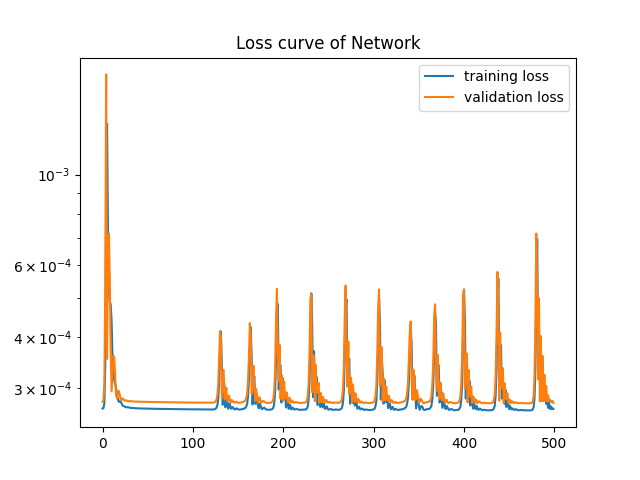 Loss curve of Network
training loss
validation loss
10⁻³
6 × 10⁻⁴
4 × 10⁻⁴
3 × 10⁻⁴
0 100 200 300 400 500